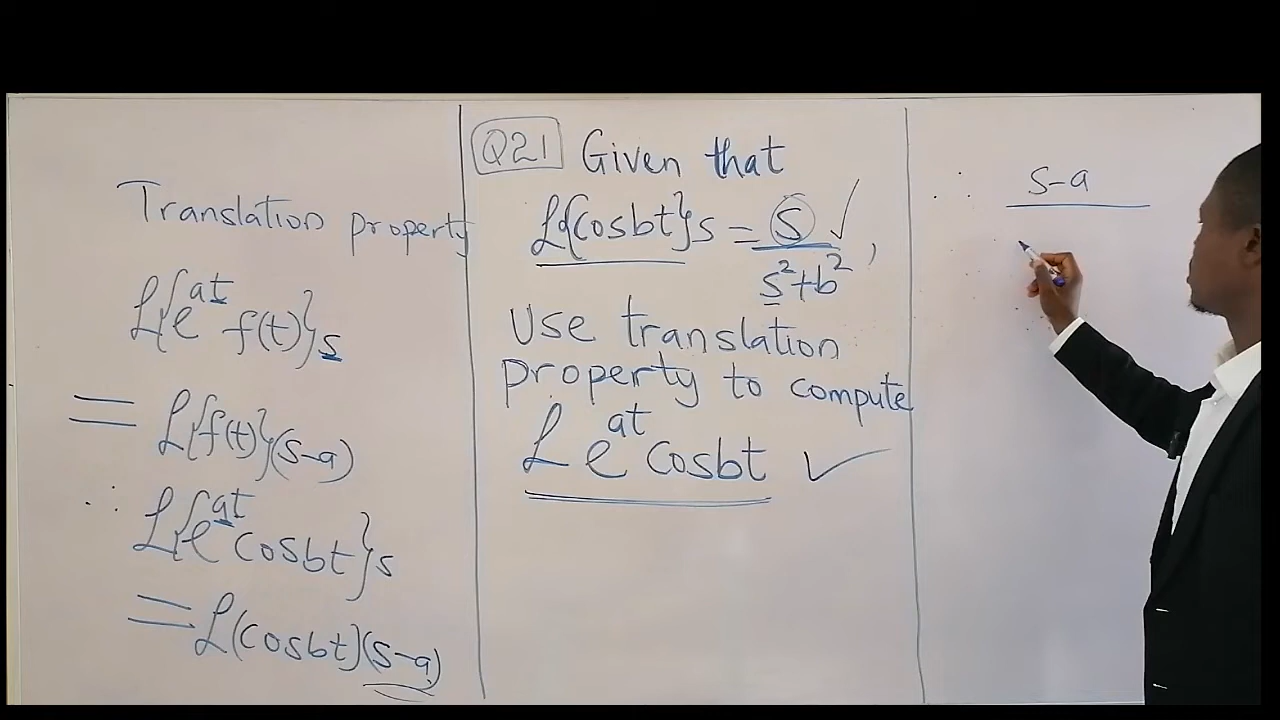 Translation property
ℒ{e^{at} f(t)}s
= ℒ{f(t)}(s-a)
∴ ℒ{e^{at} cosbt}s
= ℒ(cosbt)(s-a)
Q21 Given that
ℒ{cosbt}s = s/(s²+b²) ✓,
Use translation
property to compute
ℒ e^{at} cosbt ✓
∴ s-a